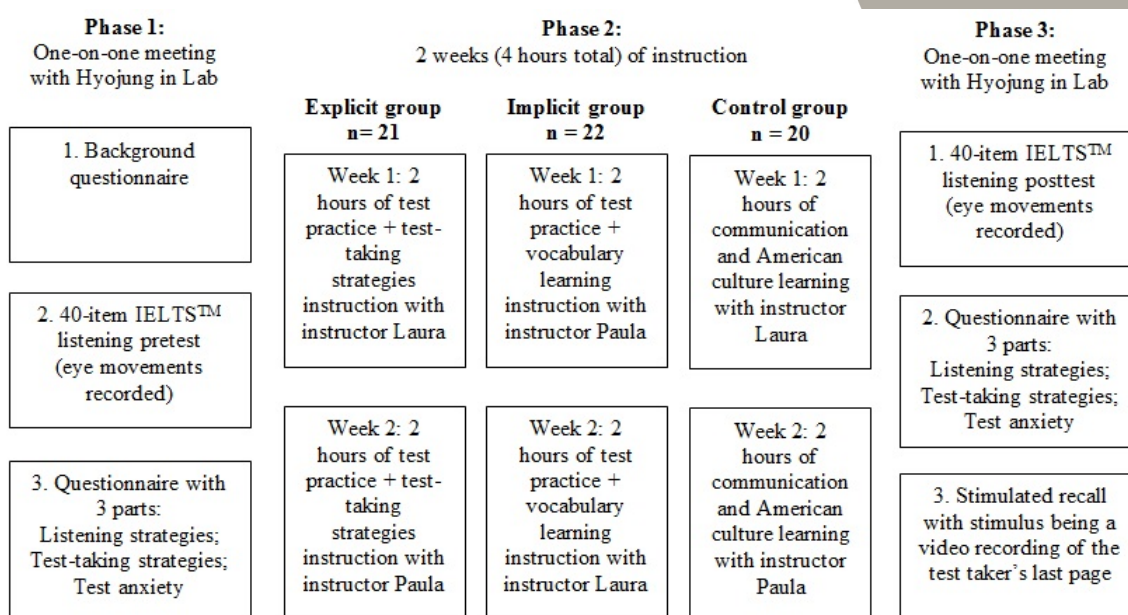 Phase 1:
One-on-one meeting
with Hyojung in Lab
1. Background
questionnaire
2. 40-item IELTS™
listening pretest
(eye movements
recorded)
3. Questionnaire with
3 parts:
Listening strategies;
Test-taking strategies;
Test anxiety
Phase 2:
2 weeks (4 hours total) of instruction
Explicit group
n= 21
Week 1: 2
hours of test
practice + test-
taking
strategies
instruction with
instructor Laura
Week 2: 2
hours of test
practice + test-
taking
strategies
instruction with
instructor Paula
Implicit group
n = 22
Week 1: 2
hours of test
practice +
vocabulary
learning
instruction with
instructor Paula
Week 2: 2
hours of test
practice +
vocabulary
learning
instruction with
instructor Laura
Control group
n = 20
Week 1: 2
hours of
communication
and American
culture learning
with instructor
Laura
Week 2: 2
hours of
communication
and American
culture learning
with instructor
Paula
Phase 3:
One-on-one meeting
with Hyojung in Lab
1. 40-item IELTS™
listening posttest
(eye movements
recorded)
2. Questionnaire with
3 parts:
Listening strategies;
Test-taking strategies;
Test anxiety
3. Stimulated recall
with stimulus being a
video recording of the
test taker's last page